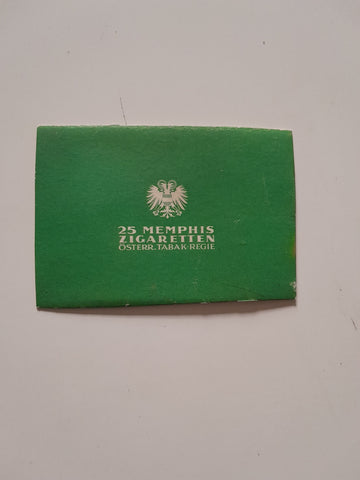 25 MEMPHIS
ZIGARETTEN
ÖSTERR. TABAK-REGIE